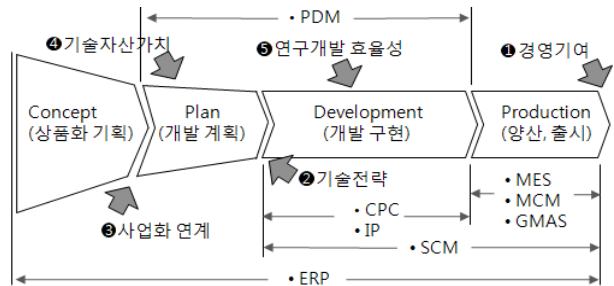 • PDM
❹기술자산가치
❺연구개발 효율성
❶경영기여
Concept
(상품화 기획)
Plan
(개발 계획)
Development
(개발 구현)
Production
(양산, 출시)
❸사업화 연계
❷기술전략
• CPC
• IP
• MES
• MCM
• GMAS
• SCM
• ERP